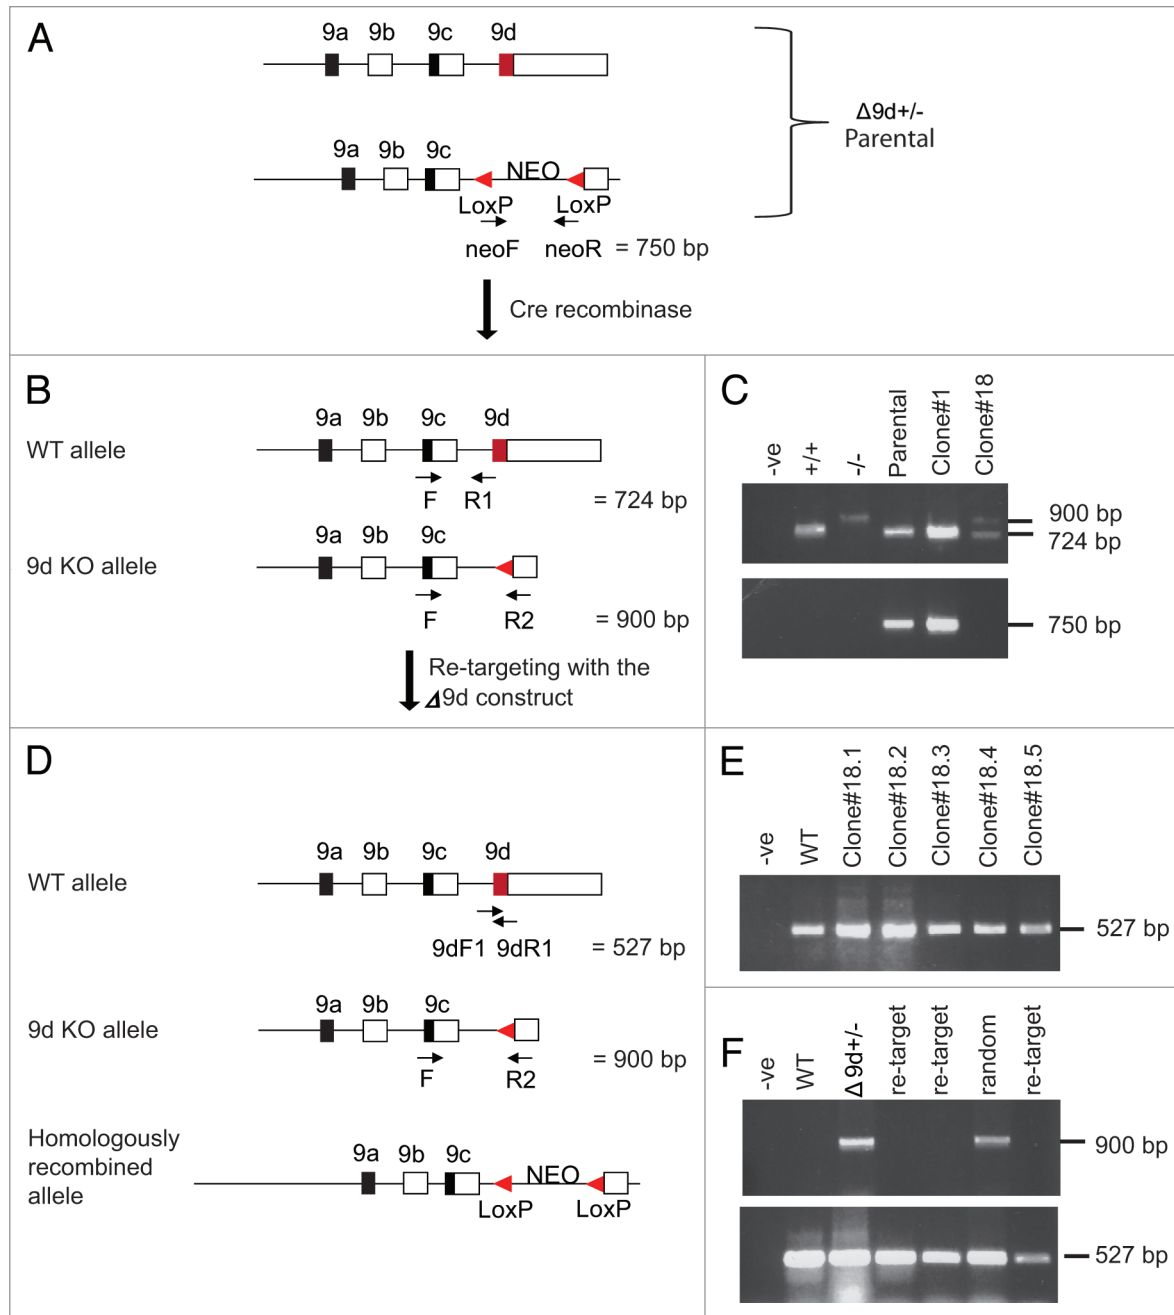 A
9a 9b 9c 9d
Δ9d+/-
Parental
9a 9b 9c
NEO
LoxP LoxP
neoF neoR = 750 bp
Cre recombinase
B
9a 9b 9c 9d
WT allele
F R1 = 724 bp
9a 9b 9c
9d KO allele
F R2 = 900 bp
Re-targeting with the
Δ9d construct
C
-ve
+/+
-/-
Parental
Clone#1
Clone#18
900 bp
724 bp
750 bp
D
9a 9b 9c 9d
WT allele
9dF1 9dR1 = 527 bp
9a 9b 9c
9d KO allele
F R2 = 900 bp
Homologously
recombined
allele
9a 9b 9c
NEO
LoxP LoxP
E
-ve
WT
Clone#18.1
Clone#18.2
Clone#18.3
Clone#18.4
Clone#18.5
527 bp
F
-ve
WT
Δ9d+/-
re-target
re-target
random
re-target
900 bp
527 bp